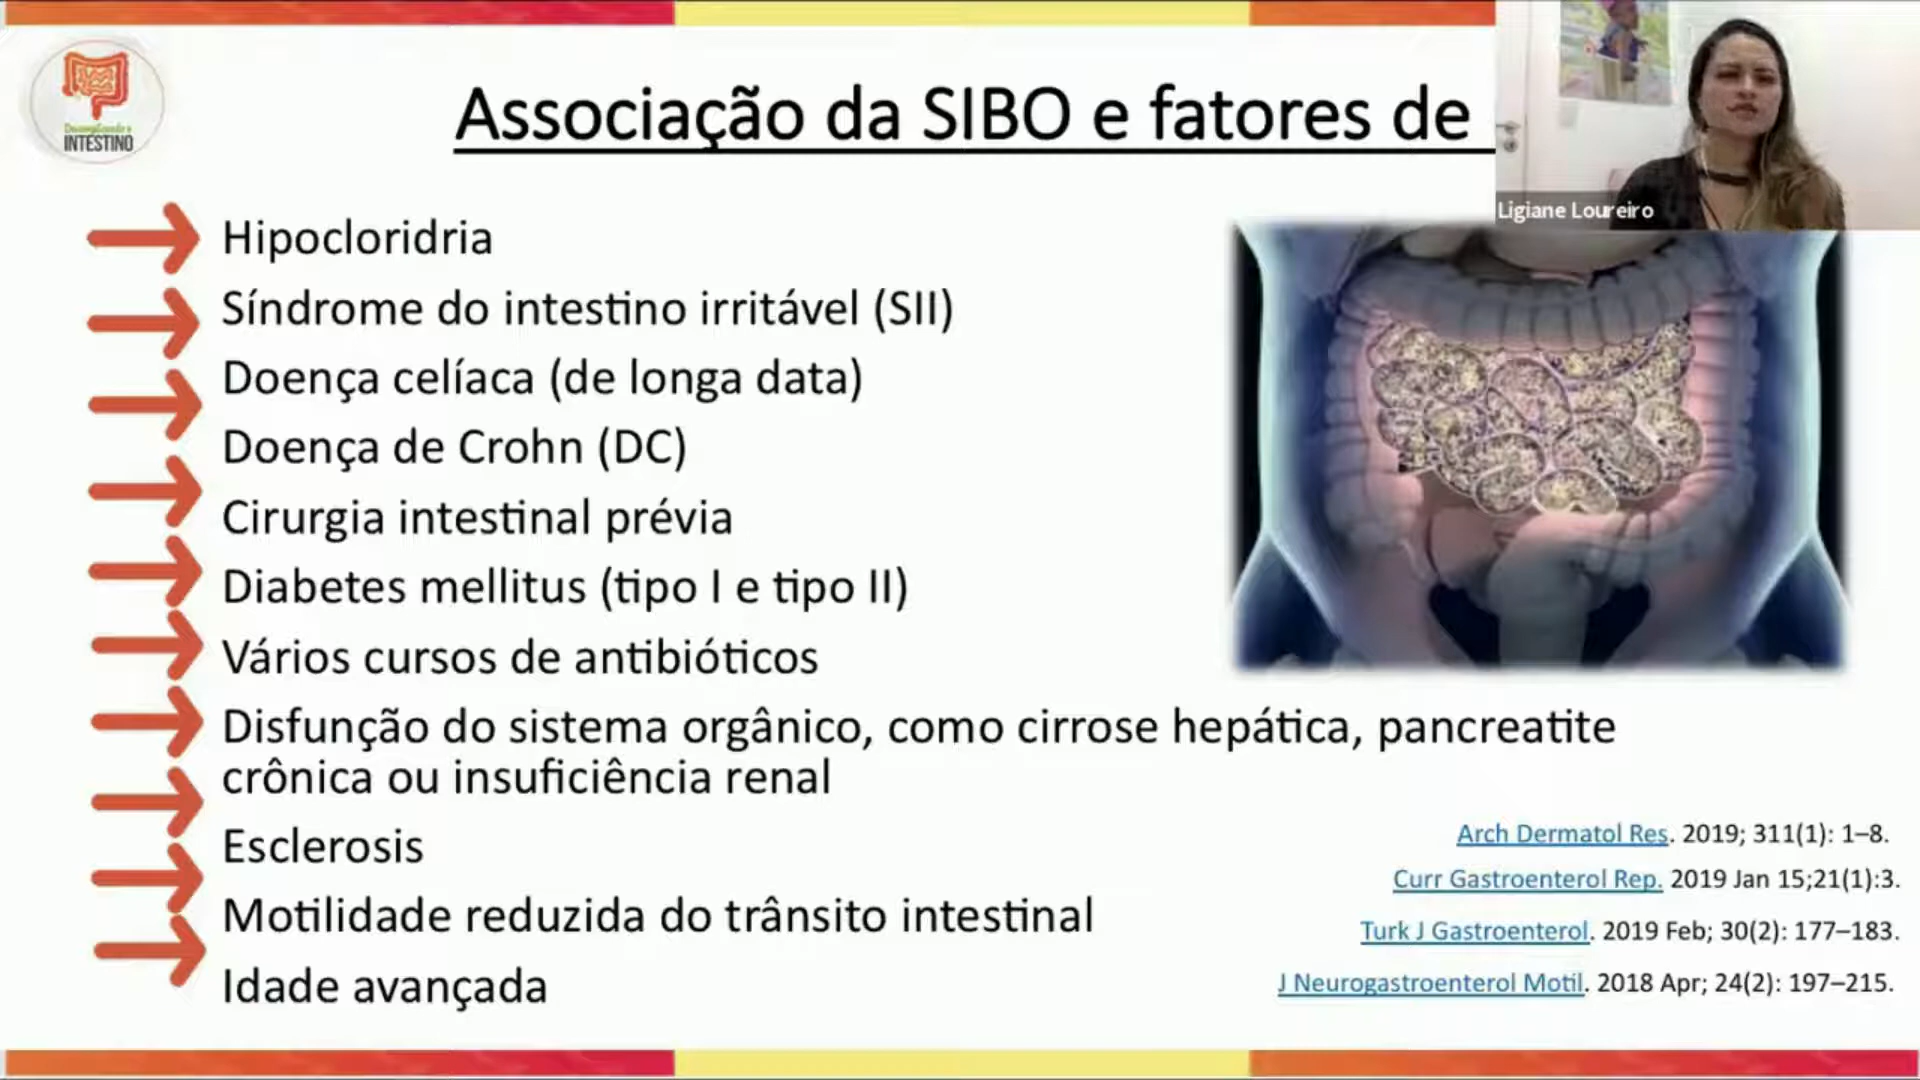 Associação da SIBO e fatores de
Ligiane Loureiro
Descomplicando o
INTESTINO
Hipocloridria
Síndrome do intestino irritável (SII)
Doença celíaca (de longa data)
Doença de Crohn (DC)
Cirurgia intestinal prévia
Diabetes mellitus (tipo I e tipo II)
Vários cursos de antibióticos
Disfunção do sistema orgânico, como cirrose hepática, pancreatite
crônica ou insuficiência renal
Esclerosis
Motilidade reduzida do trânsito intestinal
Idade avançada
Arch Dermatol Res. 2019; 311(1): 1–8.
Curr Gastroenterol Rep. 2019 Jan 15;21(1):3.
Turk J Gastroenterol. 2019 Feb; 30(2): 177–183.
J Neurogastroenterol Motil. 2018 Apr; 24(2): 197–215.